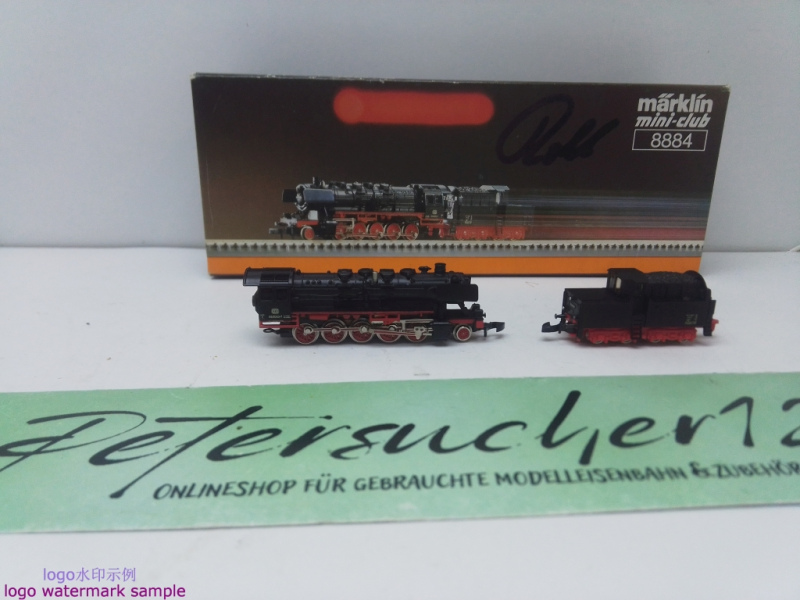 märklin
mini-club
8884
Petersucher12
ONLINESHOP FÜR GEBRAUCHTE MODELLEISENBAHN & ZUBEHÖR
logo水印示例
logo watermark sample